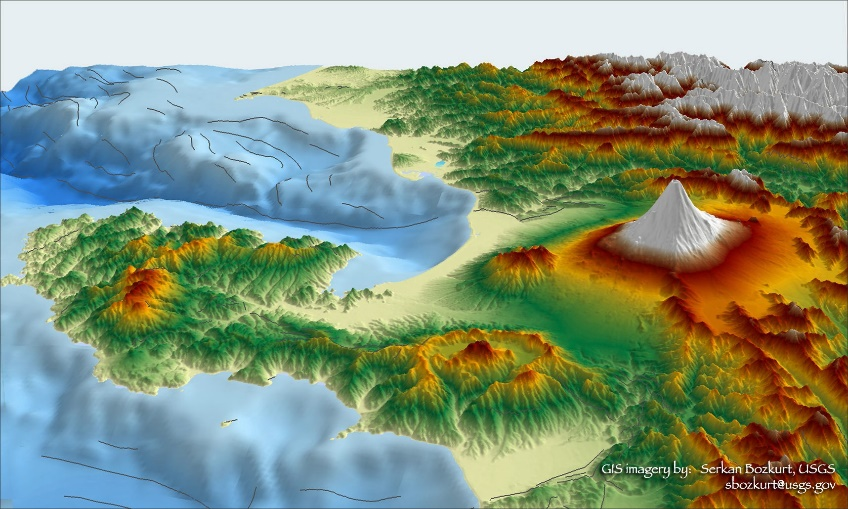 GIS imagery by: Serkan Bozkurt, USGS
sbozkurt@usgs.gov